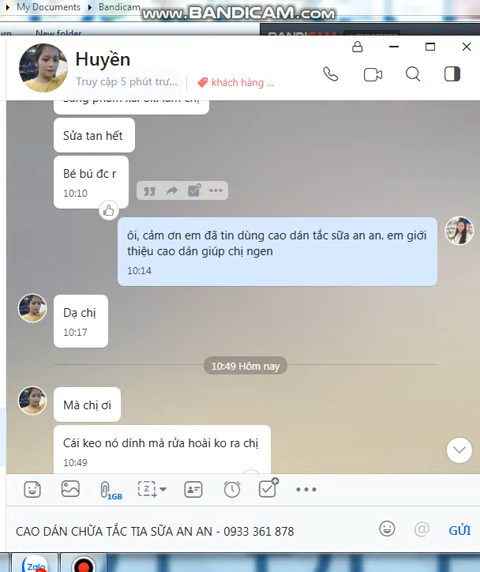 My Documents
Bandicam
WWW.BANDICAM.COM
New folder
Huyền
Truy cập 5 phút trư...
khách hàng ...
Sửa tan hết
Bé bú đc r
10:10
ôi, cảm ơn em đã tin dùng cao dán tắc sữa an an. em giới
thiệu cao dán giúp chị ngen
10:14
Dạ chị
10:17
10:49 Hôm nay
Mà chị ơi
Cái keo nó dính mà rửa hoài ko ra chị
10:49
1GB
CAO DÁN CHỮA TẮC TIA SỮA AN AN - 0933 361 878
@
GỬI
Zalo